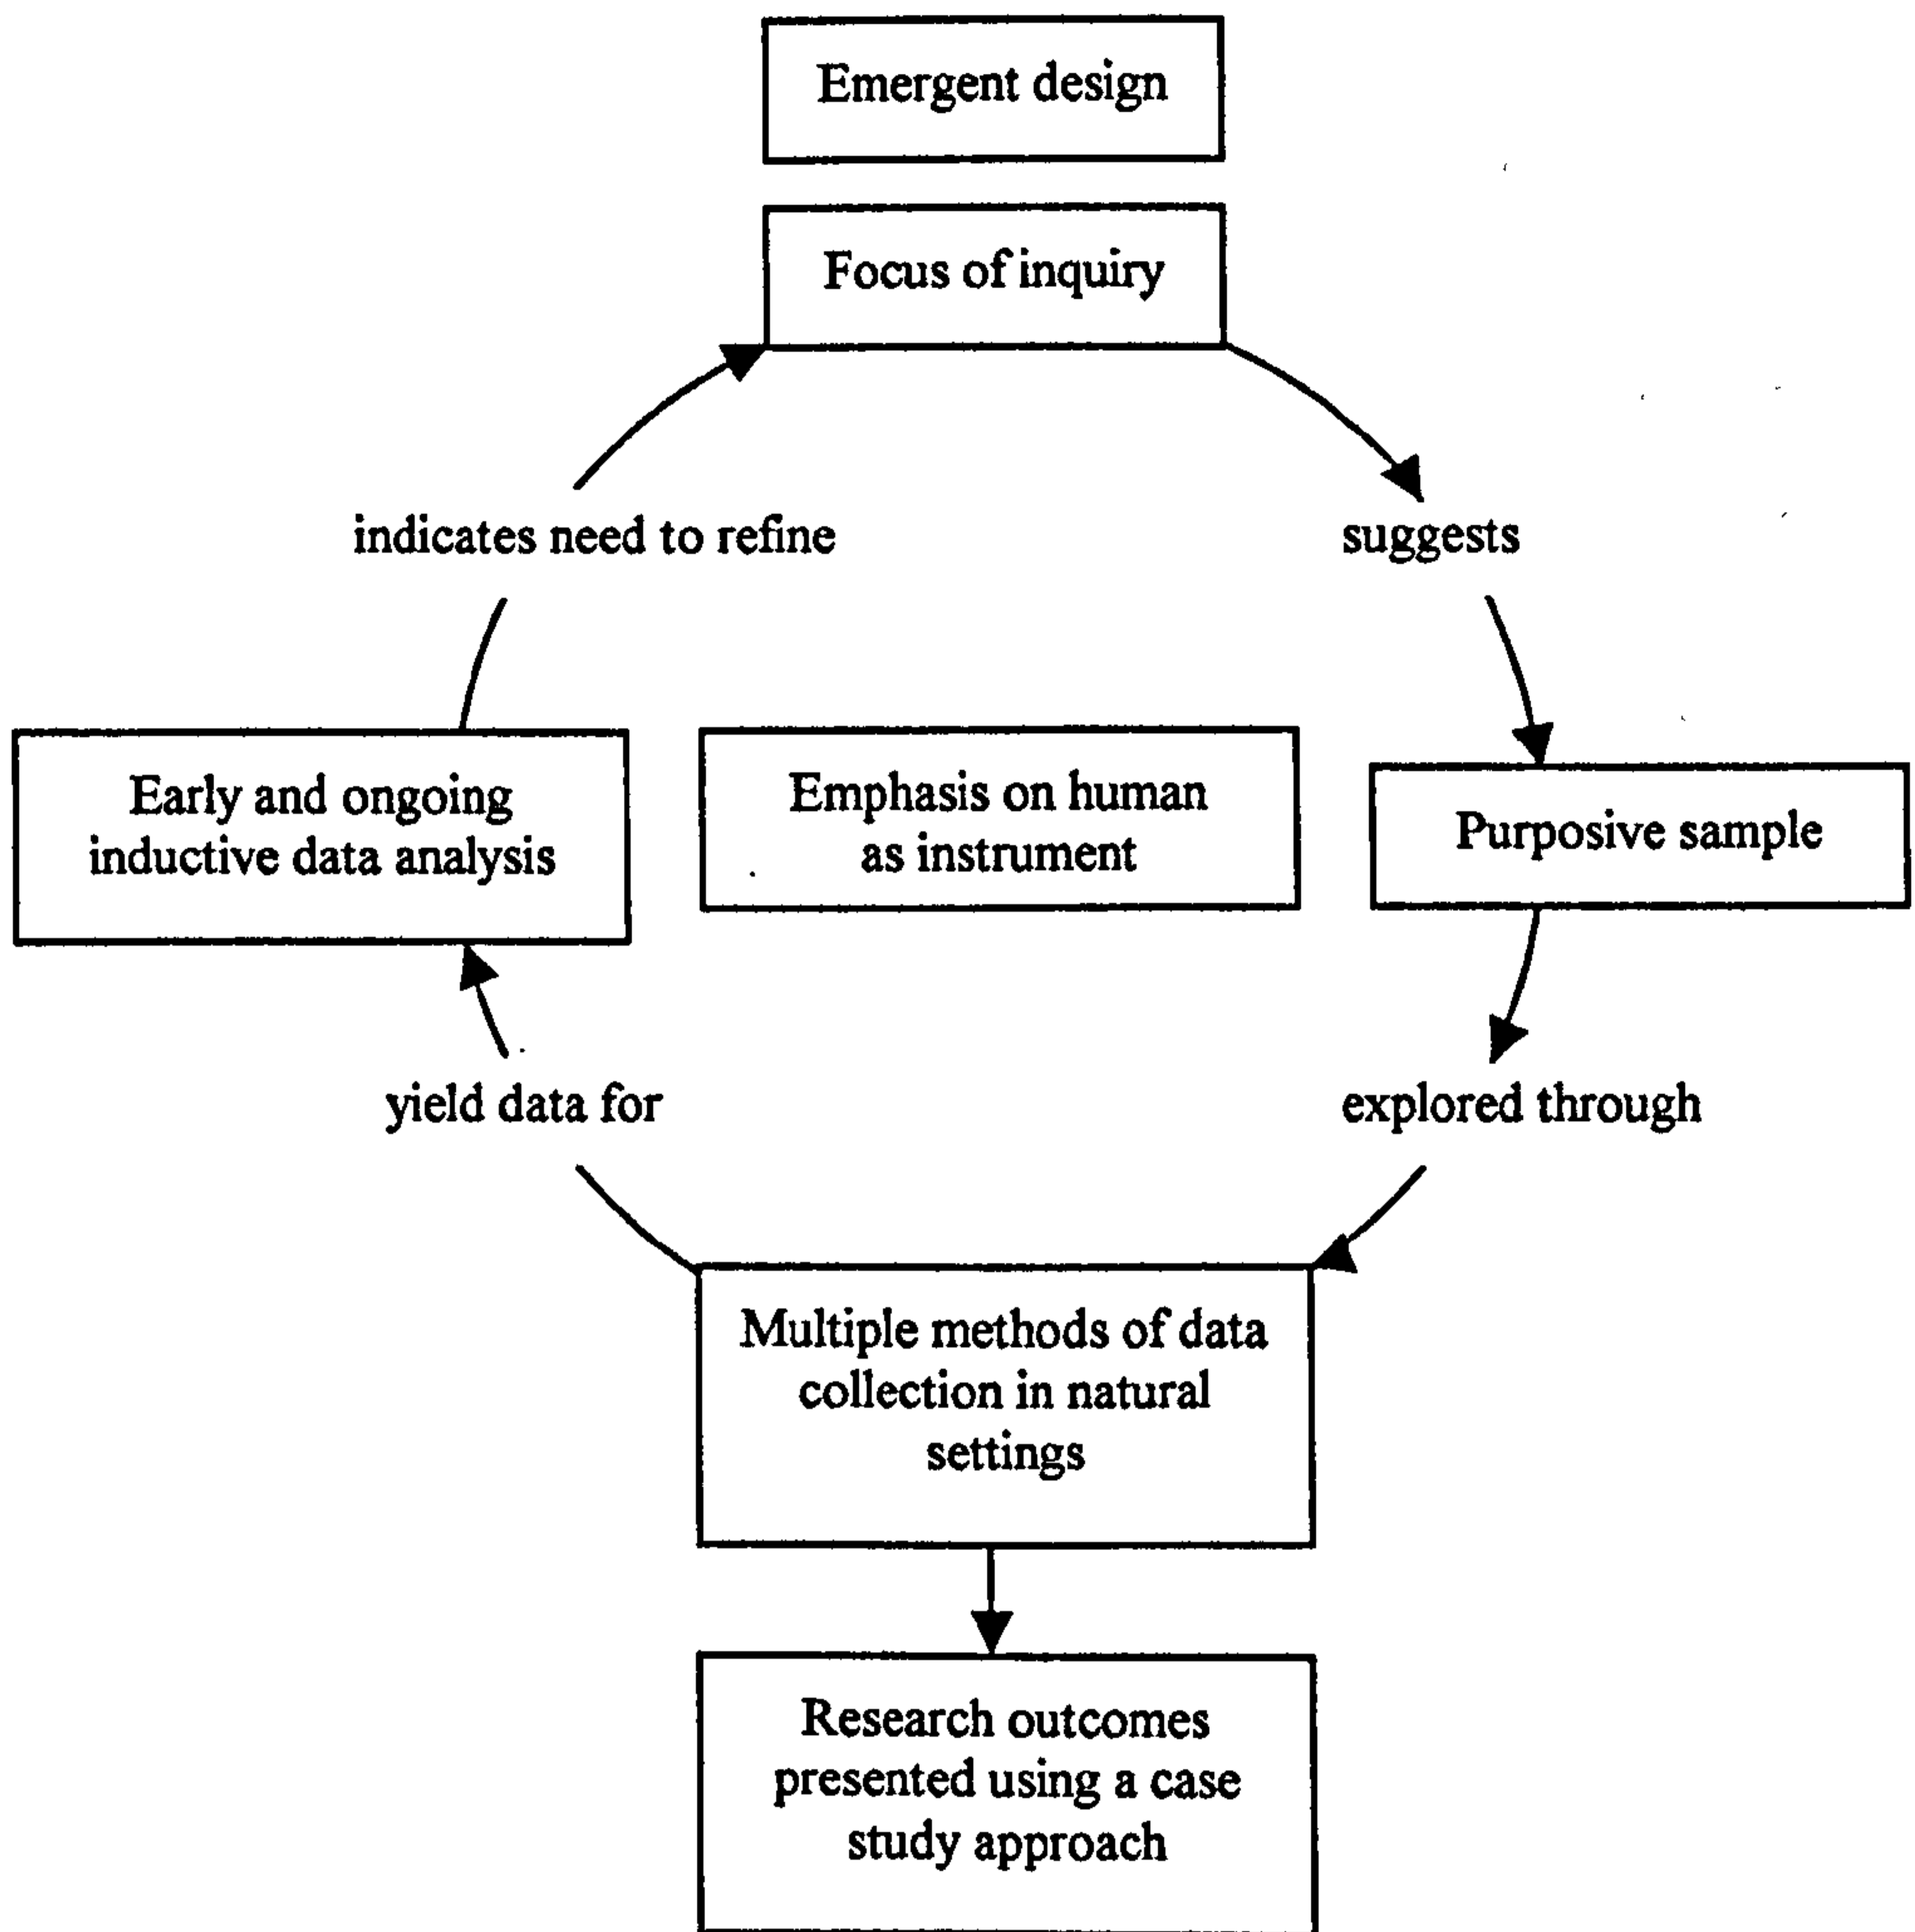 Emergent design
Focus of inquiry
indicates need to refine
suggests
Early and ongoing
inductive data analysis
Emphasis on human
as instrument
Purposive sample
yield data for
explored through
Multiple methods of data
collection in natural
settings
Research outcomes
presented using a case
study approach